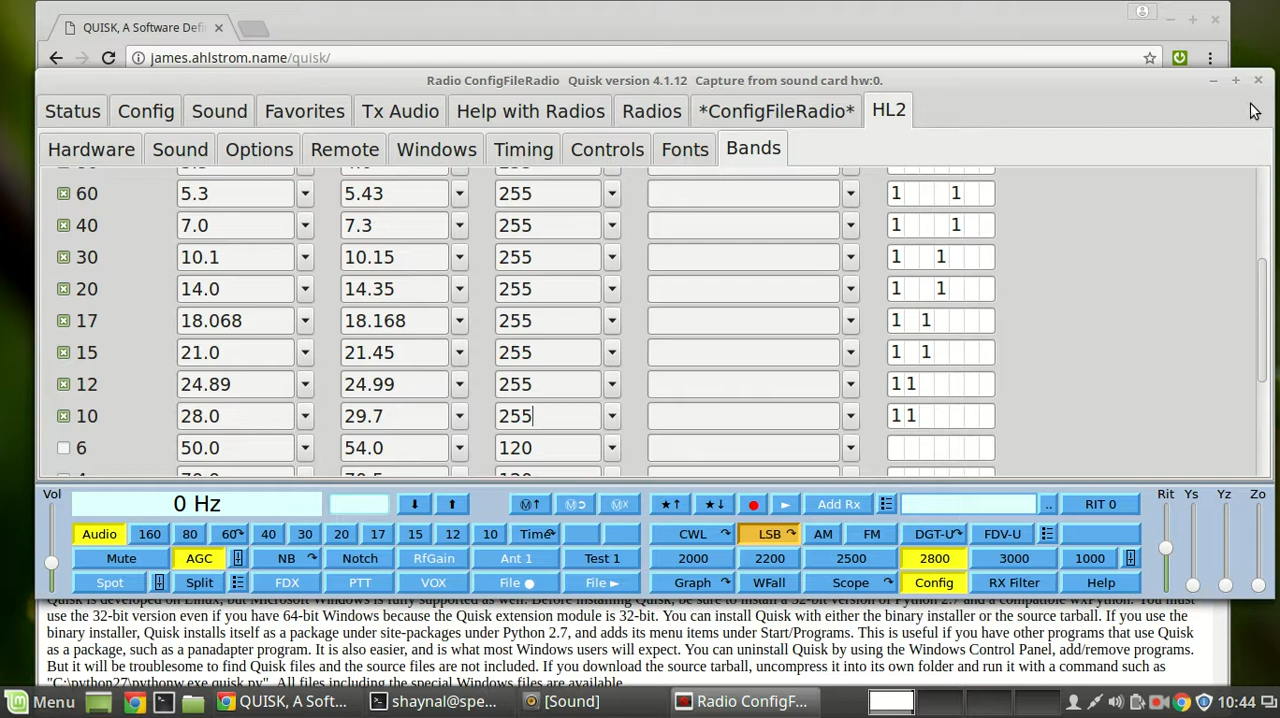 QUISK, A Software Defi
james.ahlstrom.name/quisk/
Radio ConfigFileRadio Quisk version 4.1.12 Capture from sound card hw:0.
Status Config Sound Favorites Tx Audio Help with Radios Radios *ConfigFileRadio* HL2
Hardware Sound Options Remote Windows Timing Controls Fonts Bands
60 5.3 5.43 255 1 1
40 7.0 7.3 255 1 1
30 10.1 10.15 255 1 1
20 14.0 14.35 255 1 1
17 18.068 18.168 255 1 1
15 21.0 21.45 255 1 1
12 24.89 24.99 255 1 1
10 28.0 29.7 255 1 1
6 50.0 54.0 120
Vol 0 Hz M↑ MX ★↑ ★↓ Add Rx .. RIT 0 Rit Ys Yz Zo
Audio 160 80 60 40 30 20 17 15 12 10 Time CWL LSB AM FM DGT-U FDV-U
Mute AGC NB Notch RfGain Ant 1 Test 1 2000 2200 2500 2800 3000 1000
Spot Split FDX PTT VOX File ● File ► Graph WFall Scope Config RX Filter Help
Quisk is developed on Linux, but Microsoft Windows is fully supported as well. Before installing Quisk, be sure to install a 32-bit version of Python 2.7 and a compatible wxPython. You must
use the 32-bit version even if you have 64-bit Windows because the Quisk extension module is 32-bit. You can install Quisk with either the binary installer or the source tarball. If you use the
binary installer, Quisk installs itself as a package under site-packages under Python 2.7, and adds its menu items under Start/Programs. This is useful if you have other programs that use Quisk
as a package, such as a panadapter program. It is also easier, and is what most Windows users will expect. You can uninstall Quisk by using the Windows Control Panel, add/remove programs.
But it will be troublesome to find Quisk files and the source files are not included. If you download the source tarball, uncompress it into its own folder and run it with a command such as
"C:\python27\pythonw.exe quisk.py". All files including the special Windows files are available.
Menu QUISK, A Soft... shaynal@spe... [Sound] Radio ConfigF... 10:44